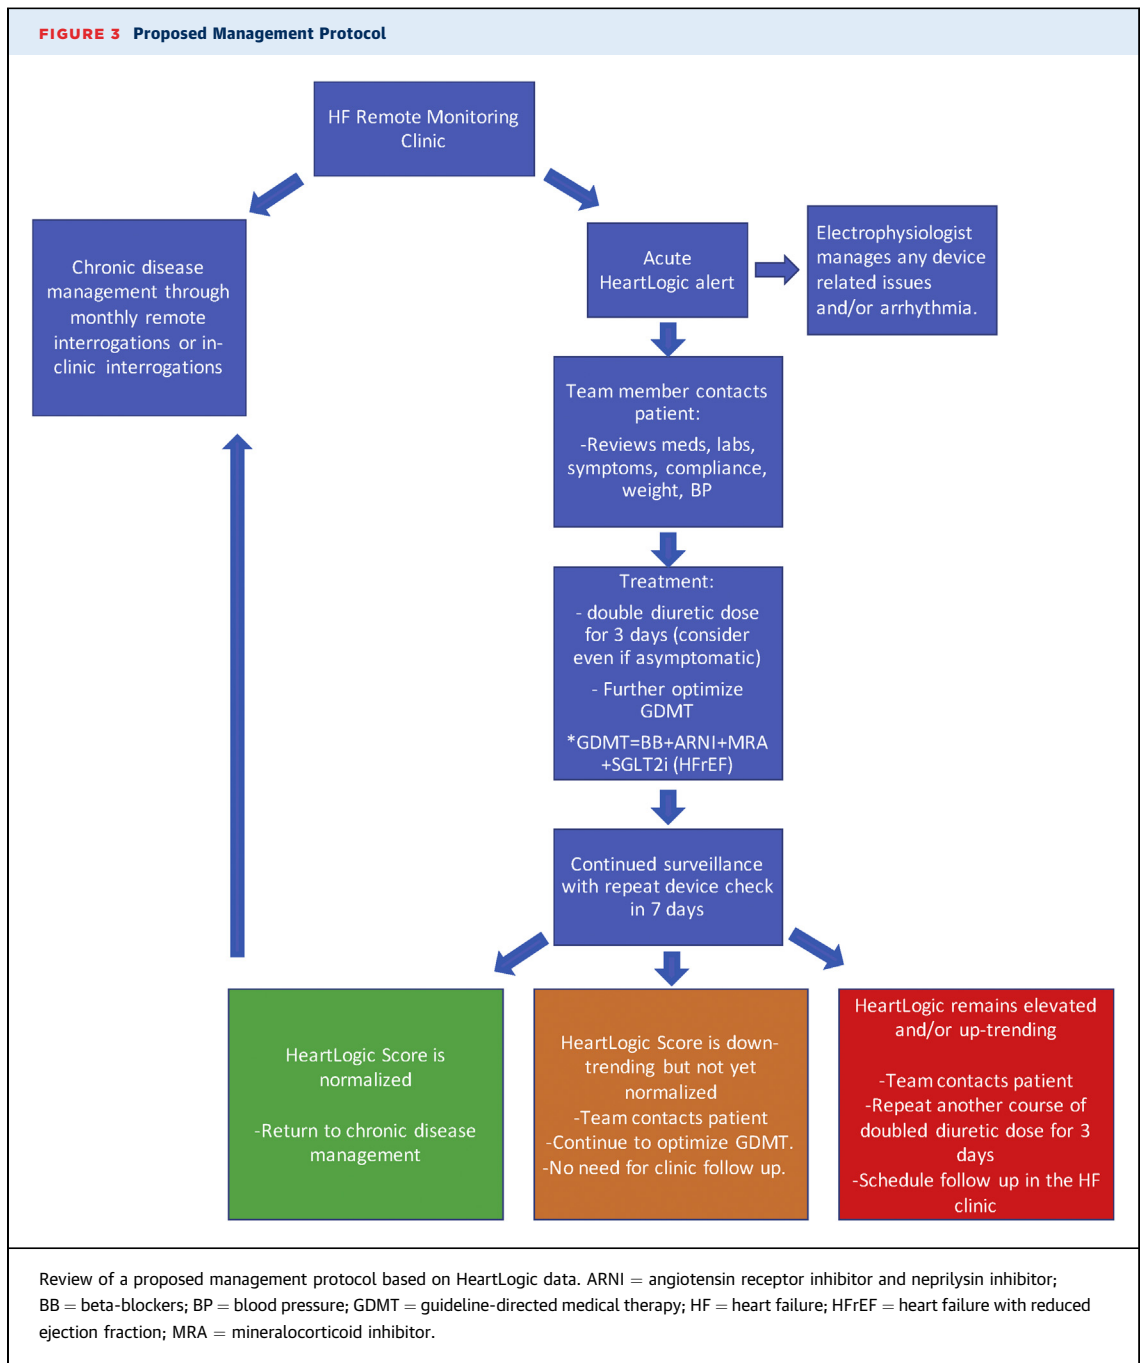 FIGURE 3 Proposed Management Protocol
HF Remote Monitoring
Clinic
Chronic disease
management through
monthly remote
interrogations or in-
clinic interrogations
Acute
HeartLogic alert
Electrophysiologist
manages any device
related issues
and/or arrhythmia.
Team member contacts
patient:
-Reviews meds, labs,
symptoms, compliance,
weight, BP
Treatment:
- double diuretic dose
for 3 days (consider
even if asymptomatic)
- Further optimize
GDMT
*GDMT=BB+ARNI+MRA
+SGLT2i (HFrEF)
Continued surveillance
with repeat device check
in 7 days
HeartLogic Score is
normalized
-Return to chronic disease
management
HeartLogic Score is down-
trending but not yet
normalized
-Team contacts patient
-Continue to optimize GDMT.
-No need for clinic follow up.
HeartLogic remains elevated
and/or up-trending
-Team contacts patient
-Repeat another course of
doubled diuretic dose for 3
days
-Schedule follow up in the HF
clinic
Review of a proposed management protocol based on HeartLogic data. ARNI = angiotensin receptor inhibitor and neprilysin inhibitor;
BB = beta-blockers; BP = blood pressure; GDMT = guideline-directed medical therapy; HF = heart failure; HFrEF = heart failure with reduced
ejection fraction; MRA = mineralocorticoid inhibitor.